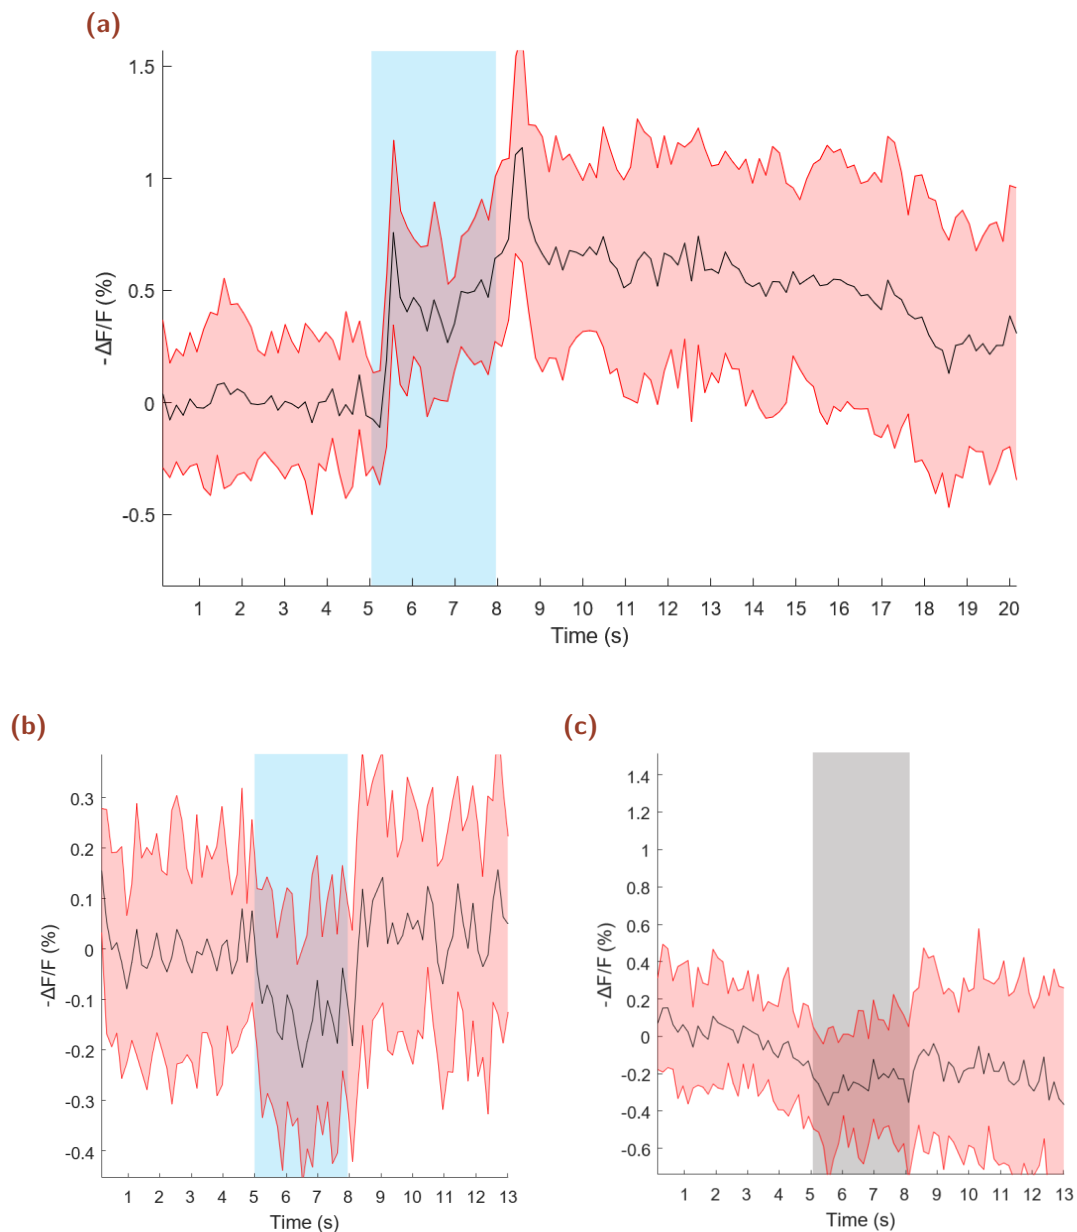 (a)
1.5
1
0.5
0
-0.5
-ΔF/F (%)
1 2 3 4 5 6 7 8 9 10 11 12 13 14 15 16 17 18 19 20
Time (s)
(b)
0.3
0.2
0.1
0
-0.1
-0.2
-0.3
-0.4
-ΔF/F (%)
1 2 3 4 5 6 7 8 9 10 11 12 13
Time (s)
(c)
1.4
1.2
1
0.8
0.6
0.4
0.2
0
-0.2
-0.4
-0.6
-ΔF/F (%)
1 2 3 4 5 6 7 8 9 10 11 12 13
Time (s)